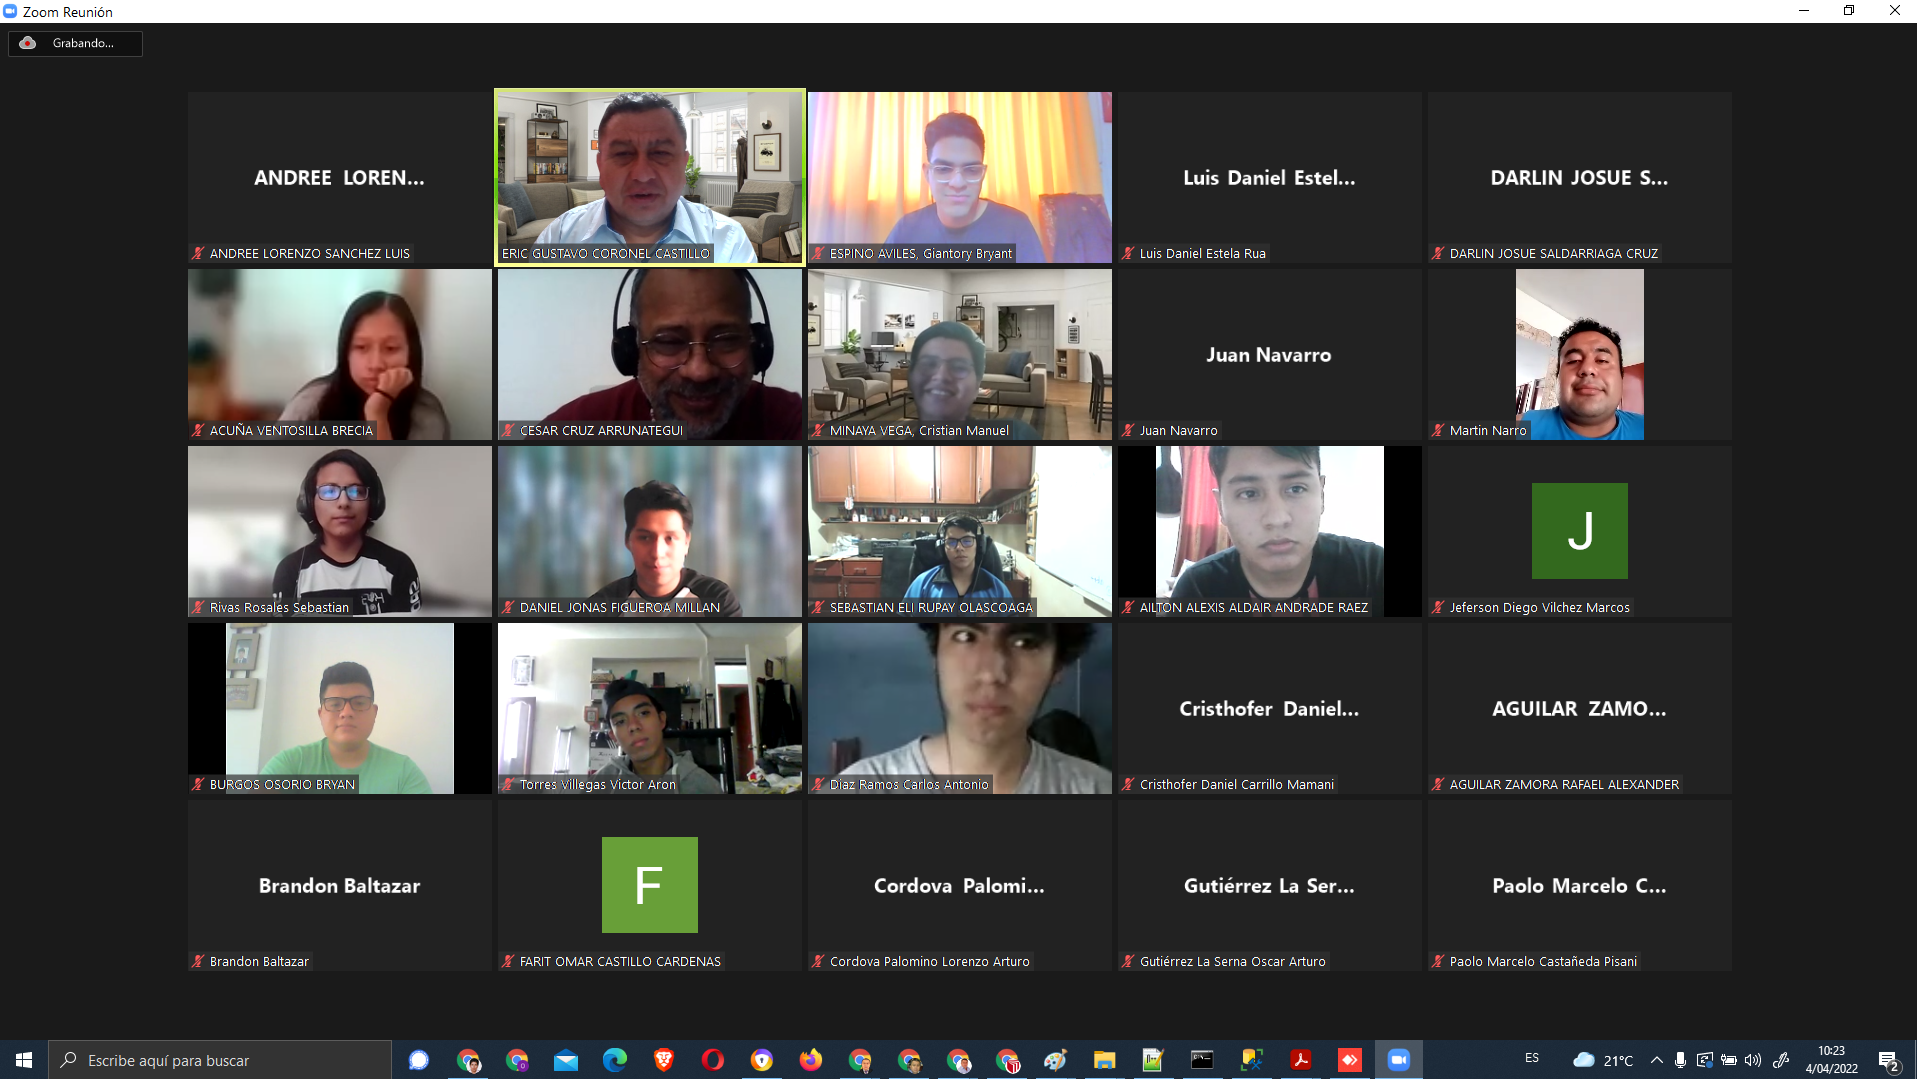 Zoom Reunión
Grabando...
ANDREE LOREN...
Luis Daniel Estel...
DARLIN JOSUE S...
ANDREE LORENZO SANCHEZ LUIS
ERIC GUSTAVO CORONEL CASTILLO
ESPINO AVILES, Giantory Bryant
Luis Daniel Estela Rua
DARLIN JOSUE SALDARRIAGA CRUZ
Juan Navarro
ACUÑA VENTOSILLA BRECIA
CESAR CRUZ ARRUNATEGUI
MINAYA VEGA, Cristian Manuel
Juan Navarro
Martin Narro
J
Rivas Rosales Sebastian
DANIEL JONAS FIGUEROA MILLAN
SEBASTIAN ELI RUPAY OLASCOAGA
AILTON ALEXIS ALDAIR ANDRADE RAEZ
Jeferson Diego Vilchez Marcos
Cristhofer Daniel...
AGUILAR ZAMO...
BURGOS OSORIO BRYAN
Torres Villegas Victor Aron
Diaz Ramos Carlos Antonio
Cristhofer Daniel Carrillo Mamani
AGUILAR ZAMORA RAFAEL ALEXANDER
Brandon Baltazar
F
Cordova Palomi...
Gutiérrez La Ser...
Paolo Marcelo C...
Brandon Baltazar
FARIT OMAR CASTILLO CARDENAS
Cordova Palomino Lorenzo Arturo
Gutiérrez La Serna Oscar Arturo
Paolo Marcelo Castañeda Pisani
Escribe aquí para buscar
ES
21°C
10:23
4/04/2022
2